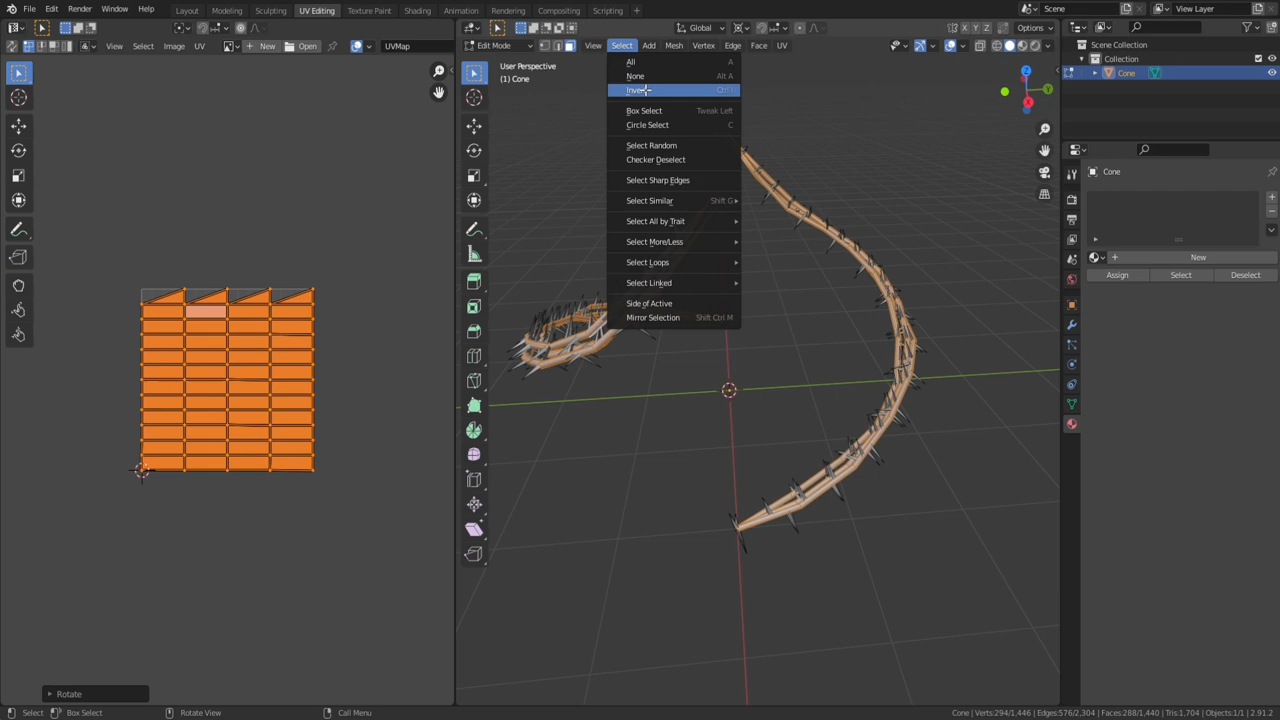 File Edit Render Window Help Layout Modeling Sculpting UV Editing Texture Paint Shading Animation Rendering Compositing Scripting + Scene View Layer
Global Options
View Select Image UV New Open UVMap Edit Mode View Select Add Mesh Vertex Edge Face UV
Scene Collection
Collection
Cone
User Perspective
(1) Cone
All A
None Alt A
Invert Ctrl I
Box Select Tweak Left
Circle Select C
Select Random
Checker Deselect
Select Sharp Edges
Select Similar Shift G
Select All by Trait
Select More/Less
Select Loops
Select Linked
Side of Active
Mirror Selection Shift Ctrl M
Z
Y
X
Cone
New
Assign Select Deselect
Rotate
Select Box Select Rotate View Call Menu Cone | Verts:294/1,446 | Edges:576/2,304 | Faces:288/1,440 | Tris:1,704 | Objects:1/1 | 2.91.2